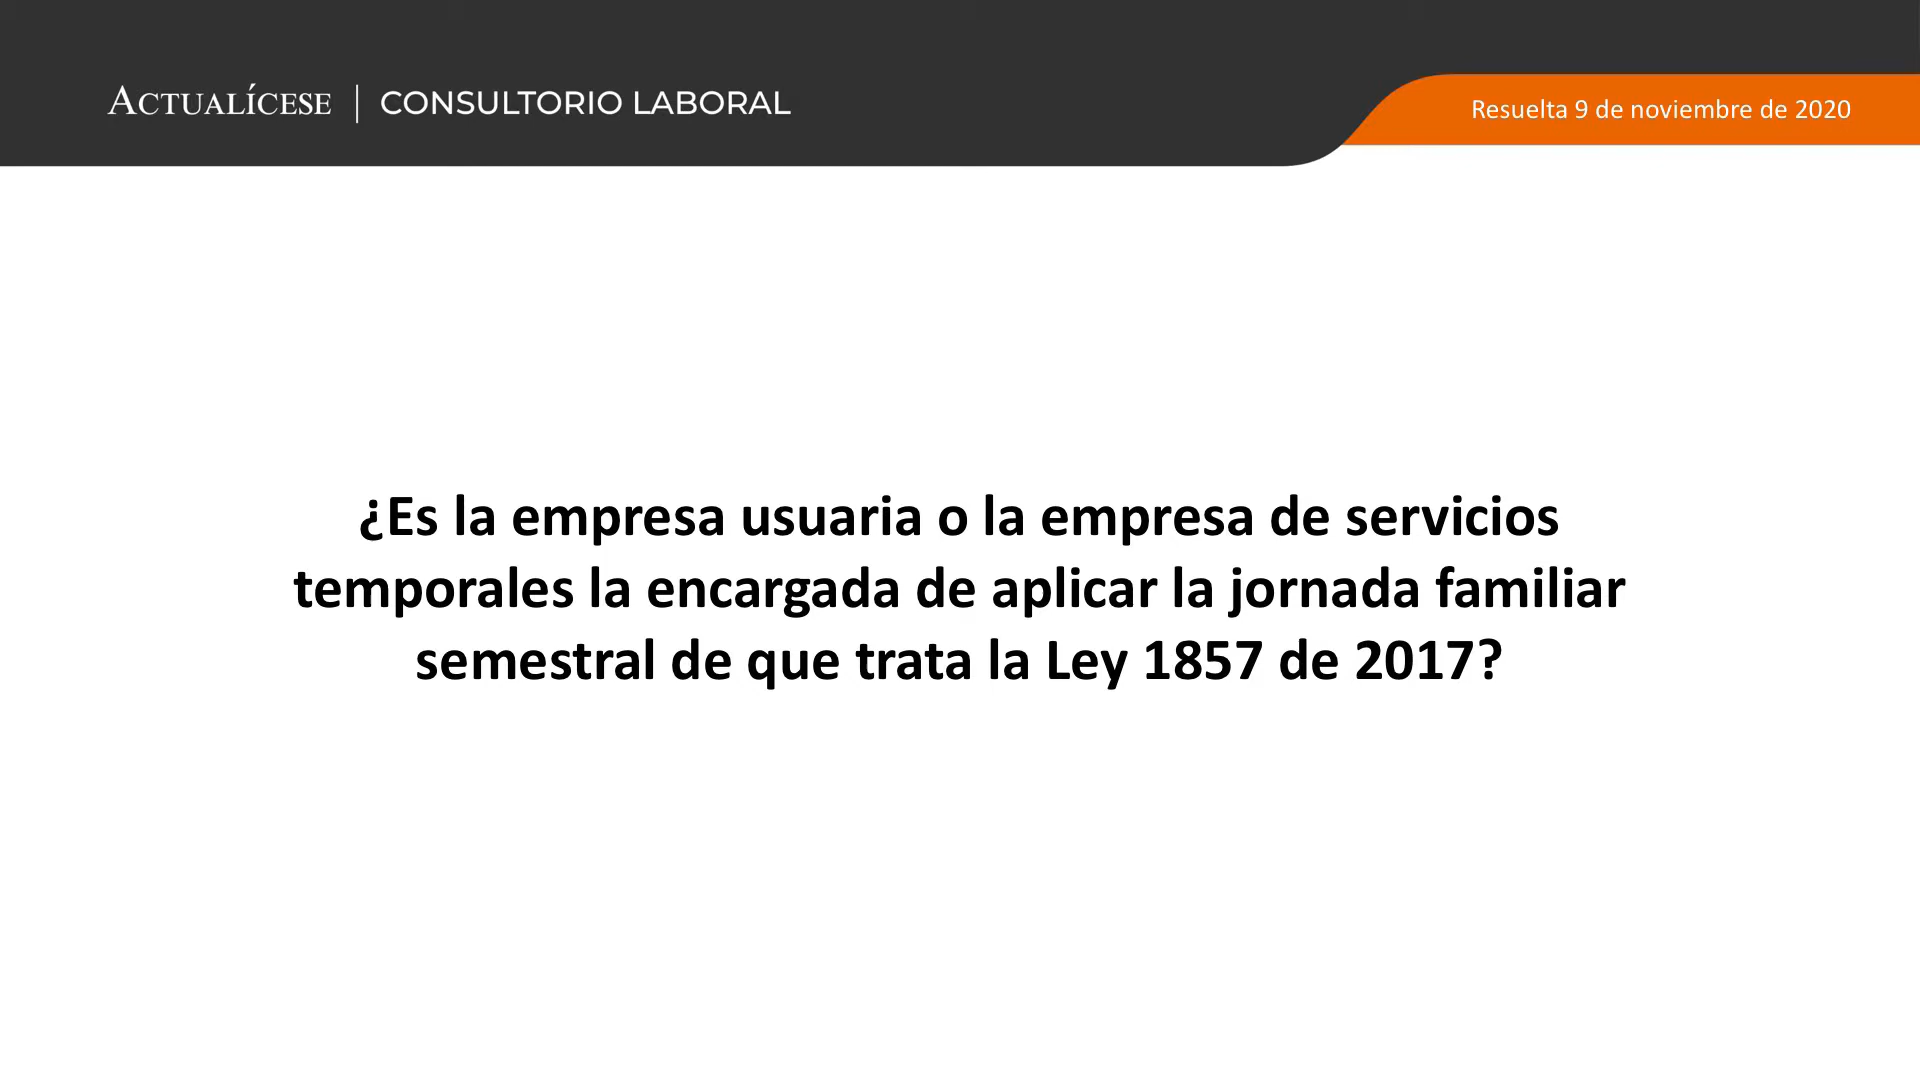 ACTUALÍCESE | CONSULTORIO LABORAL
Resuelta 9 de noviembre de 2020
¿Es la empresa usuaria o la empresa de servicios
temporales la encargada de aplicar la jornada familiar
semestral de que trata la Ley 1857 de 2017?